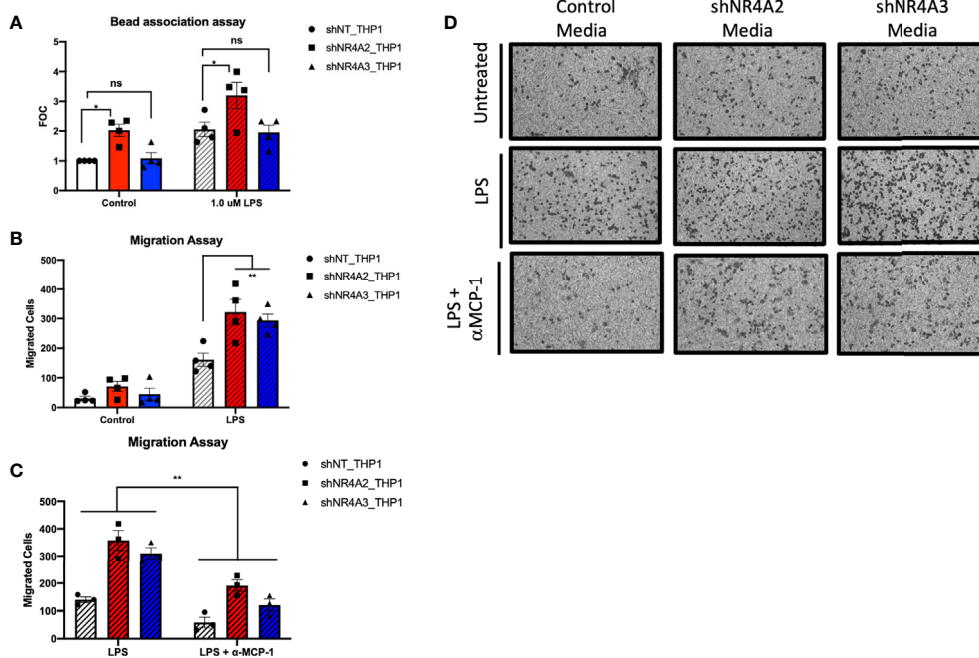 A
Bead association assay
FOC
5
4
3
2
1
0
*
ns
*
ns
Control
1.0 uM LPS
shNT_THP1
shNR4A2_THP1
shNR4A3_THP1
B
Migration Assay
Migrated Cells
500
400
300
200
100
0
**
Control
LPS
shNT_THP1
shNR4A2_THP1
shNR4A3_THP1
C
Migration Assay
Migrated Cells
500
400
300
200
100
0
**
LPS
LPS + α-MCP-1
shNT_THP1
shNR4A2_THP1
shNR4A3_THP1
D
Control
Media
shNR4A2
Media
shNR4A3
Media
Untreated
LPS
LPS +
αMCP-1